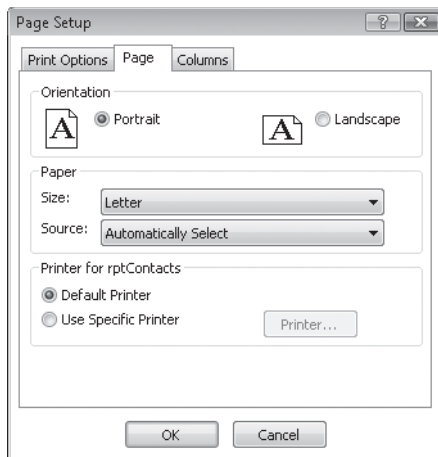 Page Setup
Print Options Page Columns
Orientation
A Portrait A Landscape
Paper
Size: Letter
Source: Automatically Select
Printer for rptContacts
Default Printer
Use Specific Printer Printer...
OK Cancel